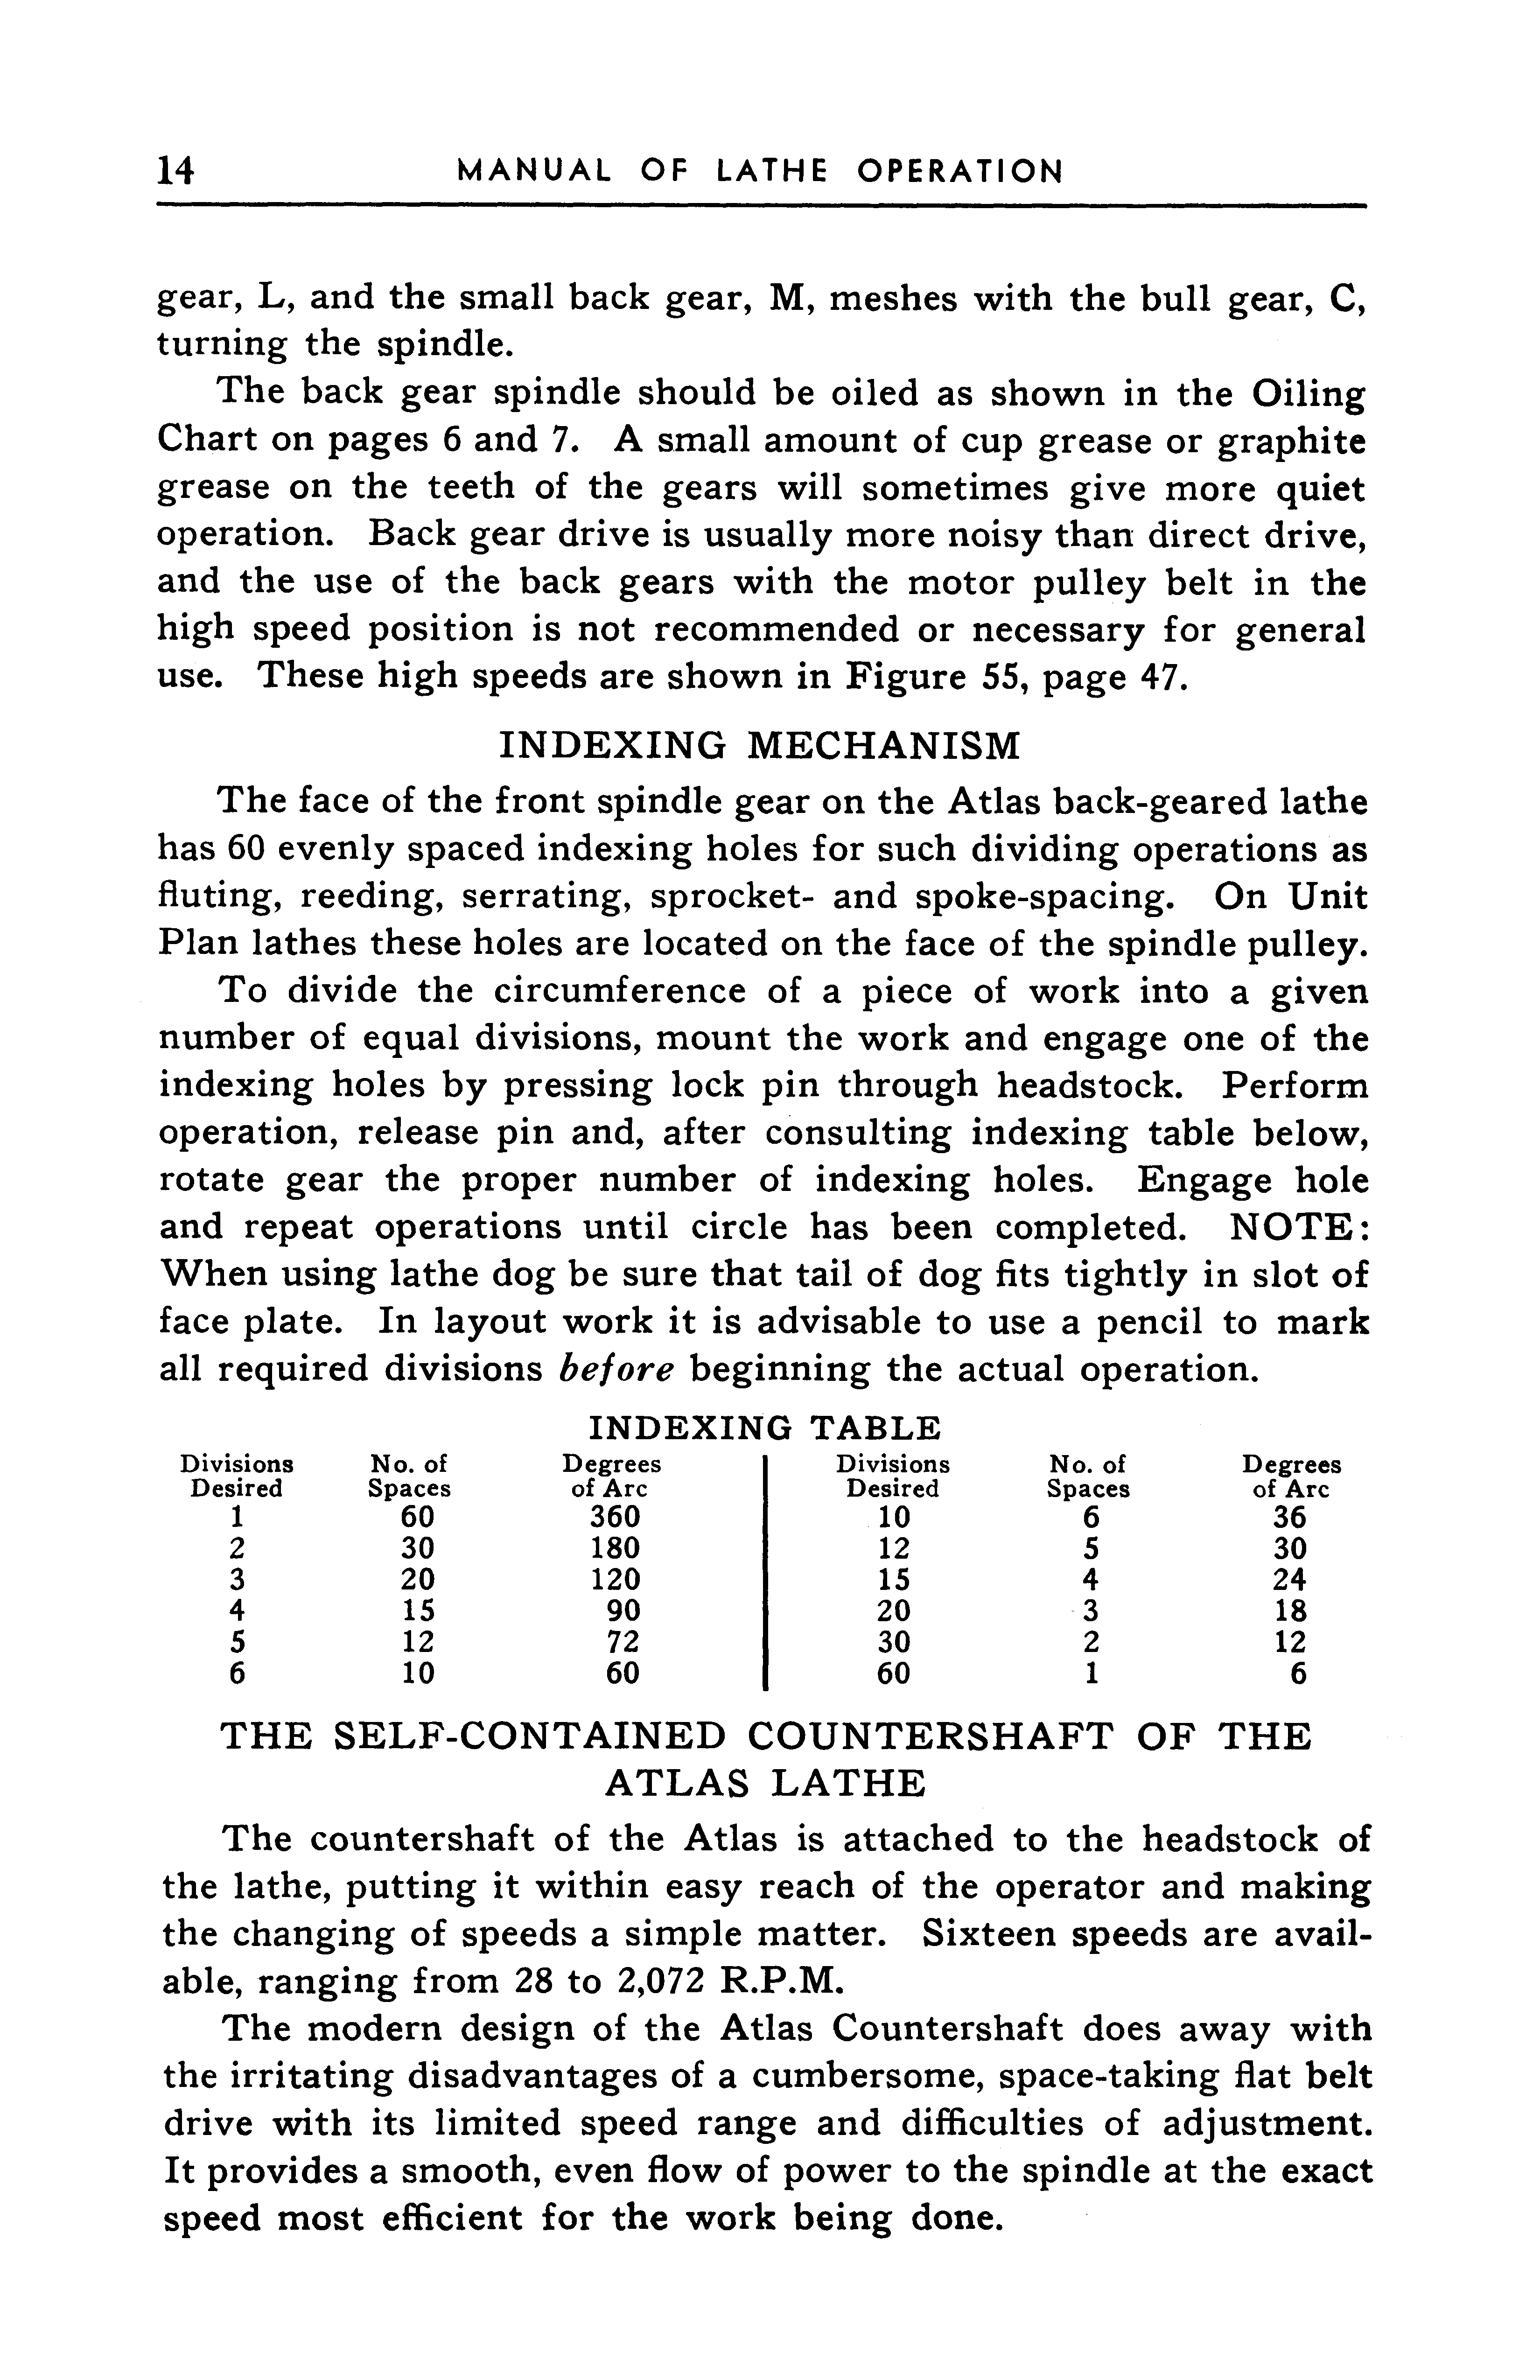 14 MANUAL OF LATHE OPERATION
gear, L, and the small back gear, M, meshes with the bull gear, C,
turning the spindle.
The back gear spindle should be oiled as shown in the Oiling
Chart on pages 6 and 7. A small amount of cup grease or graphite
grease on the teeth of the gears will sometimes give more quiet
operation. Back gear drive is usually more noisy than direct drive,
and the use of the back gears with the motor pulley belt in the
high speed position is not recommended or necessary for general
use. These high speeds are shown in Figure 55, page 47.
INDEXING MECHANISM
The face of the front spindle gear on the Atlas back-geared lathe
has 60 evenly spaced indexing holes for such dividing operations as
fluting, reeding, serrating, sprocket- and spoke-spacing. On Unit
Plan lathes these holes are located on the face of the spindle pulley.
To divide the circumference of a piece of work into a given
number of equal divisions, mount the work and engage one of the
indexing holes by pressing lock pin through headstock. Perform
operation, release pin and, after consulting indexing table below,
rotate gear the proper number of indexing holes. Engage hole
and repeat operations until circle has been completed. NOTE:
When using lathe dog be sure that tail of dog fits tightly in slot of
face plate. In layout work it is advisable to use a pencil to mark
all required divisions before beginning the actual operation.
INDEXING TABLE
Divisions No. of Degrees Divisions No. of Degrees
Desired Spaces of Arc Desired Spaces of Arc
1 60 360 10 6 36
2 30 180 12 5 30
3 20 120 15 4 24
4 15 90 20 3 18
5 12 72 30 2 12
6 10 60 60 1 6
THE SELF-CONTAINED COUNTERSHAFT OF THE
ATLAS LATHE
The countershaft of the Atlas is attached to the headstock of
the lathe, putting it within easy reach of the operator and making
the changing of speeds a simple matter. Sixteen speeds are avail-
able, ranging from 28 to 2,072 R.P.M.
The modern design of the Atlas Countershaft does away with
the irritating disadvantages of a cumbersome, space-taking flat belt
drive with its limited speed range and difficulties of adjustment.
It provides a smooth, even flow of power to the spindle at the exact
speed most efficient for the work being done.